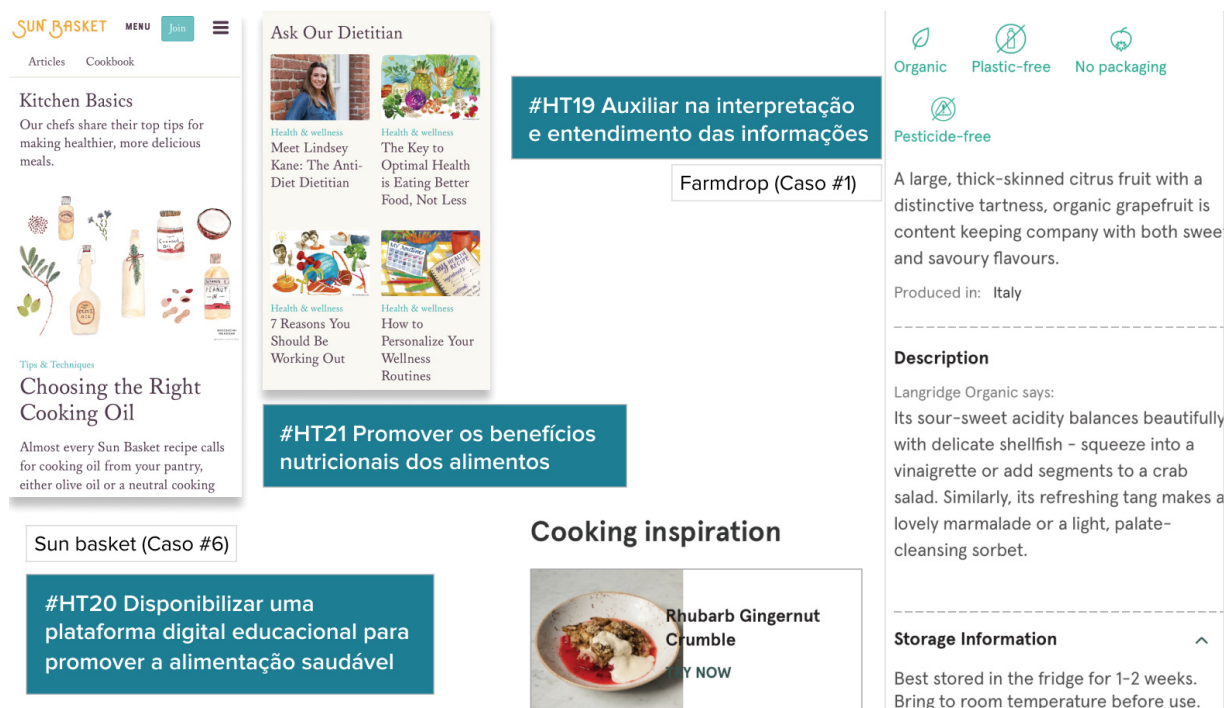 SUN BASKET
MENU
Join
Articles
Cookbook
Kitchen Basics
Our chefs share their top tips for
making healthier, more delicious
meals.
Tips & Techniques
Choosing the Right
Cooking Oil
Almost every Sun Basket recipe calls
for cooking oil from your pantry,
either olive oil or a neutral cooking
Sun basket (Caso #6)
#HT20 Disponibilizar uma
plataforma digital educacional para
promover a alimentação saudável
Ask Our Dietitian
Health & wellness
Meet Lindsey
Kane: The Anti-
Diet Dietitian
Health & wellness
The Key to
Optimal Health
is Eating Better
Food, Not Less
Health & wellness
7 Reasons You
Should Be
Working Out
Health & wellness
How to
Personalize Your
Wellness
Routines
#HT21 Promover os benefícios
nutricionais dos alimentos
#HT19 Auxiliar na interpretação
e entendimento das informações
Farmdrop (Caso #1)
Cooking inspiration
Rhubarb Gingernut
Crumble
TRY NOW
Organic
Plastic-free
No packaging
Pesticide-free
A large, thick-skinned citrus fruit with a
distinctive tartness, organic grapefruit is
content keeping company with both sweet
and savoury flavours.
Produced in: Italy
Description
Langridge Organic says:
Its sour-sweet acidity balances beautifully
with delicate shellfish - squeeze into a
vinaigrette or add segments to a crab
salad. Similarly, its refreshing tang makes a
lovely marmalade or a light, palate-
cleansing sorbet.
Storage Information
Best stored in the fridge for 1-2 weeks.
Bring to room temperature before use.